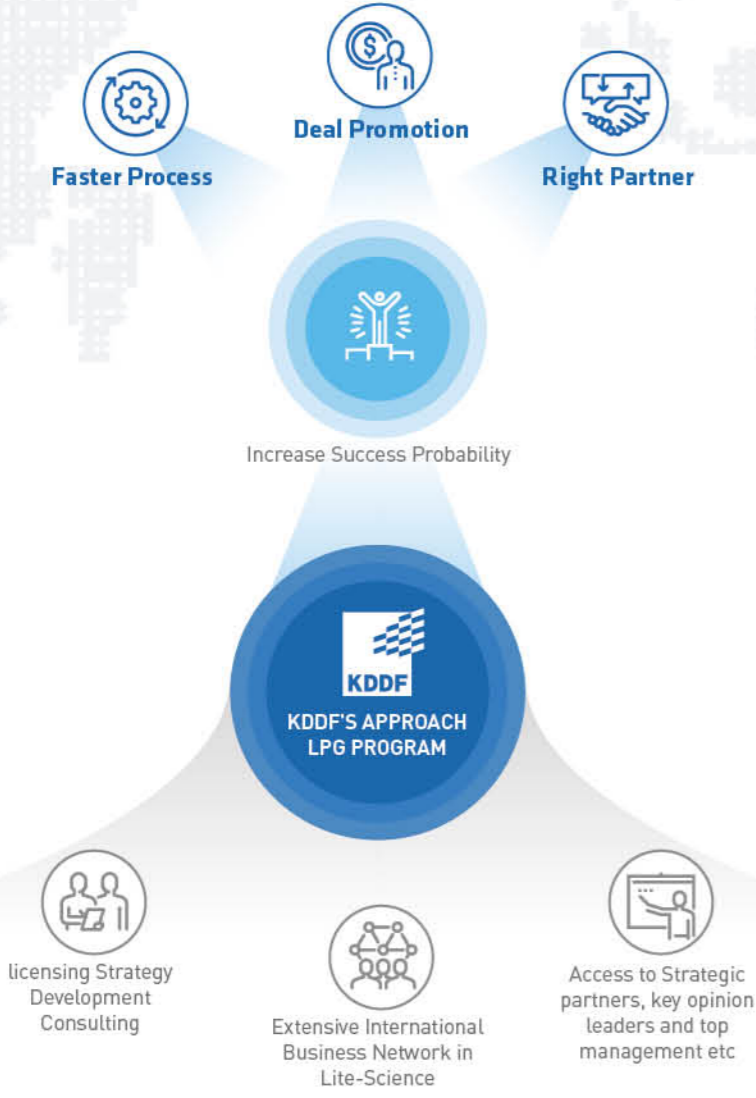 Deal Promotion
Faster Process
Right Partner
Increase Success Probability
KDDF
KDDF'S APPROACH
LPG PROGRAM
licensing Strategy
Development
Consulting
Extensive International
Business Network in
Lite-Science
Access to Strategic
partners, key opinion
leaders and top
management etc